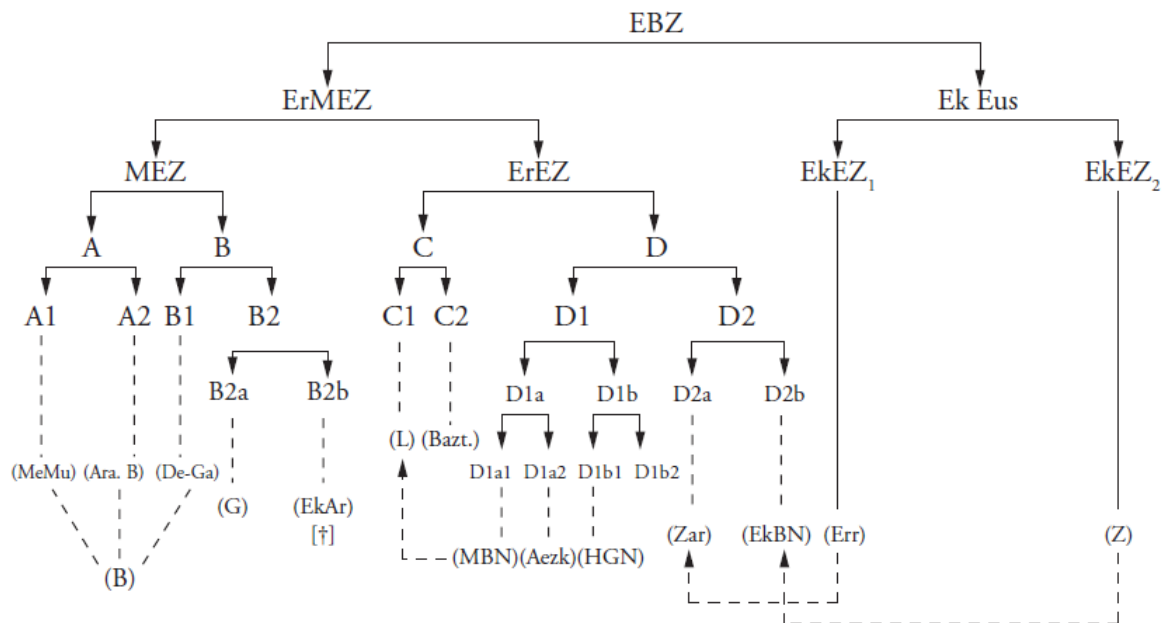 EBZ
ErMEZ Ek Eus
MEZ ErEZ EkEZ₁ EkEZ₂
A B C D
A1 A2 B1 B2 C1 C2 D1 D2
B2a B2b D1a D1b D2a D2b
(L) (Bazt.)
(MeMu) (Ara. B) (De-Ga) D1a1 D1a2 D1b1 D1b2
(G) (EkAr)
[†] (Zar) (EkBN) (Err) (Z)
(MBN) (Aezk) (HGN)
(B)